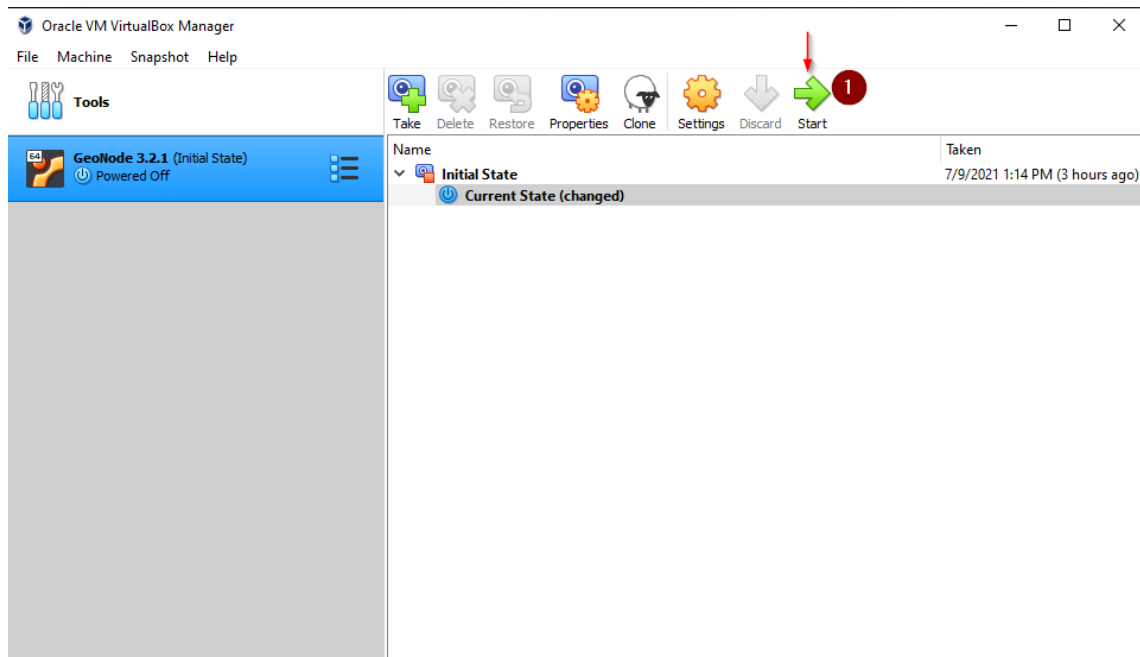 Oracle VM VirtualBox Manager
File Machine Snapshot Help
Tools
Take Delete Restore Properties Clone Settings Discard Start
1
64
GeoNode 3.2.1 (Initial State)
Powered Off
Name Taken
Initial State 7/9/2021 1:14 PM (3 hours ago)
Current State (changed)